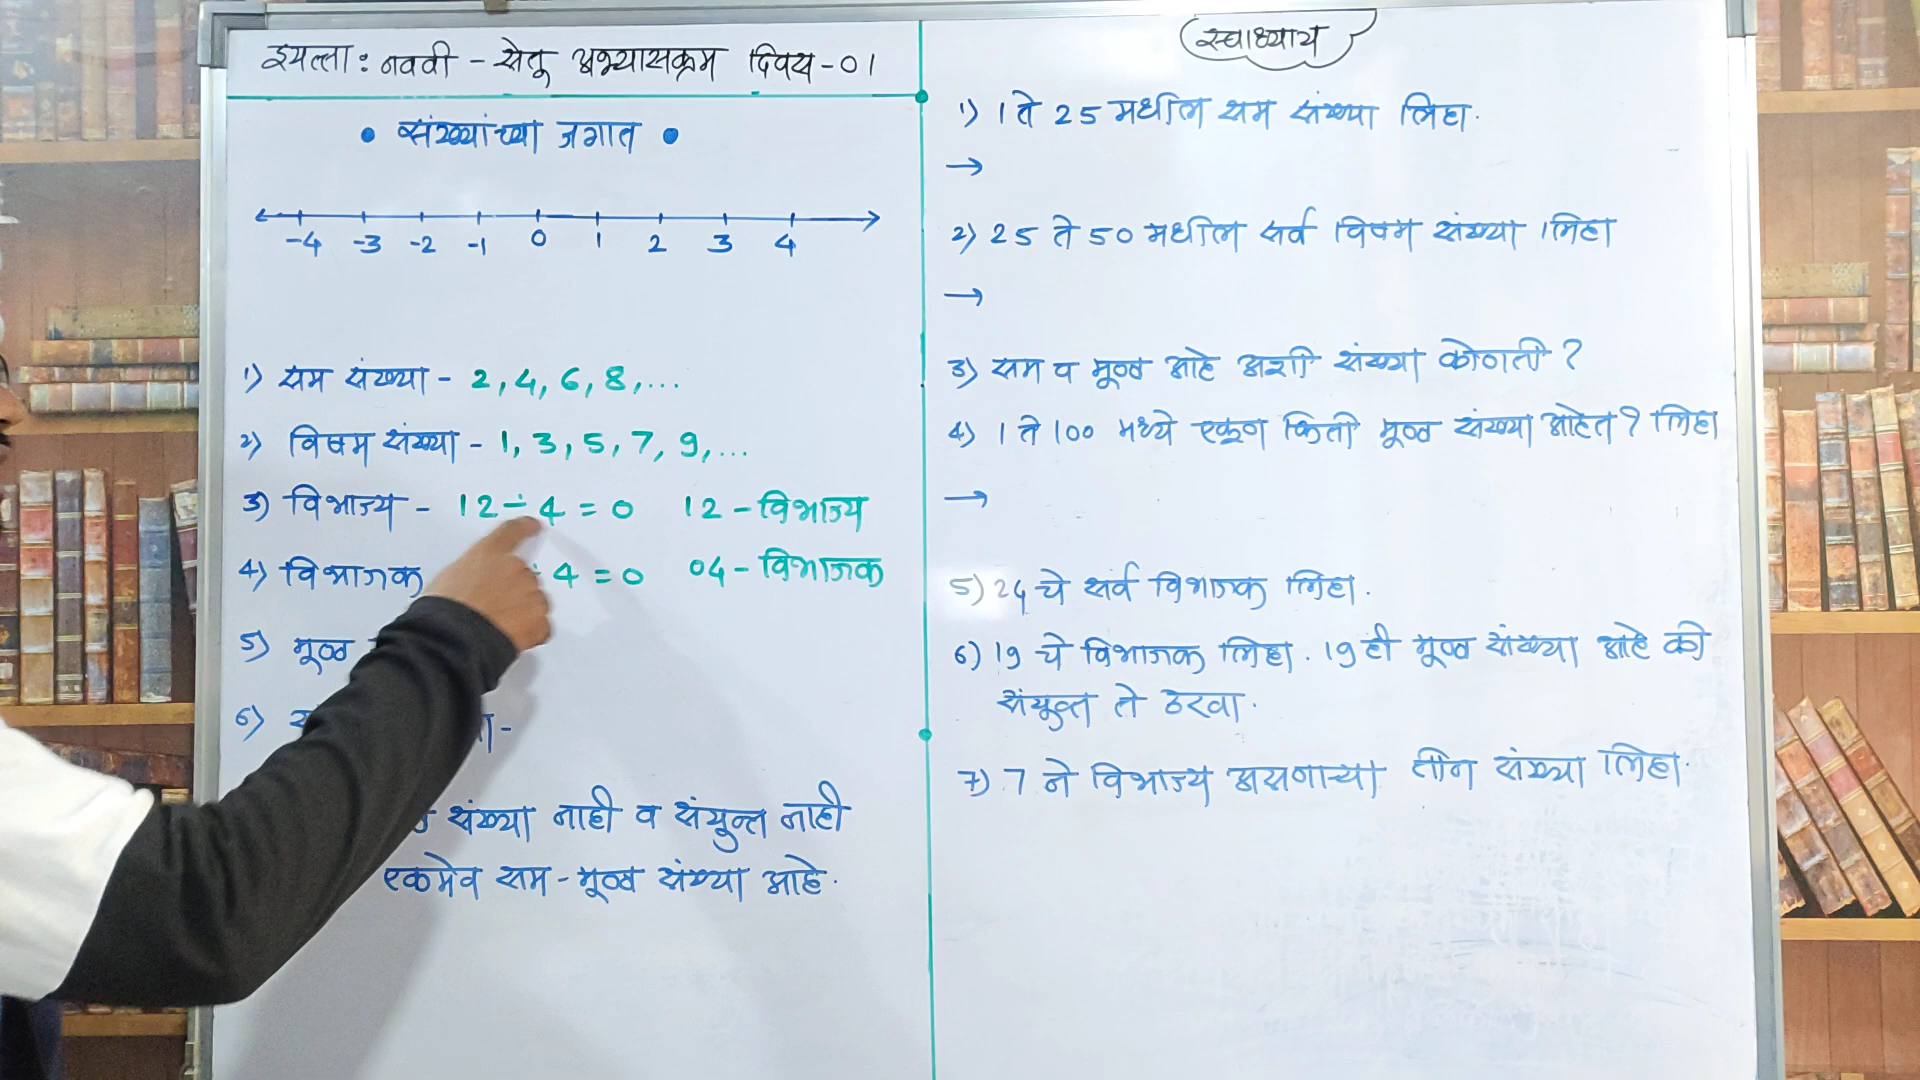 इयत्ता : नववी - सेतू अभ्यासक्रम दिवस - 01
• संख्यांच्या जगात •
-4 -3 -2 -1 0 1 2 3 4
1) सम संख्या - 2, 4, 6, 8, ...
2) विषम संख्या - 1, 3, 5, 7, 9, ...
3) विभाज्य - 12 ÷ 4 = 0 12 - विभाज्य
4) विभाजक ÷ 4 = 0 04 - विभाजक
5) मूळ
6)
संख्या नाही व संयुक्त नाही
एकमेव सम - मूळ संख्या आहे.
स्वाध्याय
1) 1 ते 25 मधील सम संख्या लिहा.
→
2) 25 ते 50 मधील सर्व विषम संख्या लिहा
→
3) सम व मूळ आहे अशी संख्या कोणती ?
4) 1 ते 100 मध्ये एकूण किती मूळ संख्या आहेत ? लिहा
→
5) 24 चे सर्व विभाजक लिहा.
6) 19 चे विभाजक लिहा. 19 ही मूळ संख्या आहे की
संयुक्त ते ठरवा.
7) 7 ने विभाज्य असणाऱ्या तीन संख्या लिहा.